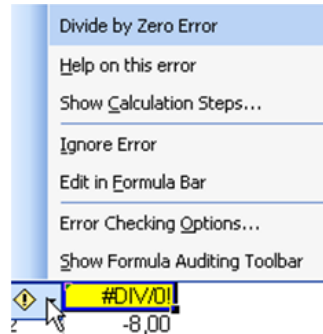 Divide by Zero Error
Help on this error
Show Calculation Steps...
Ignore Error
Edit in Formula Bar
Error Checking Options...
Show Formula Auditing Toolbar
#DIV/0!
-8,00